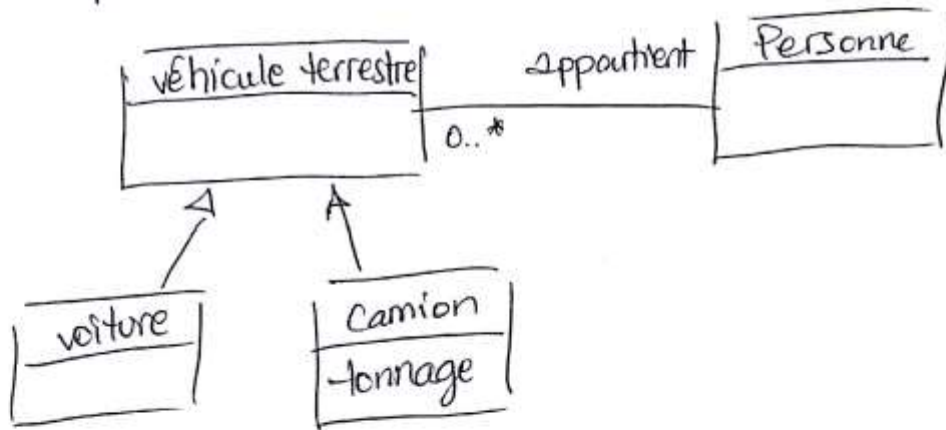 véhicule terrestre
appartient
Personne
0..*
voiture
Camion
tonnage